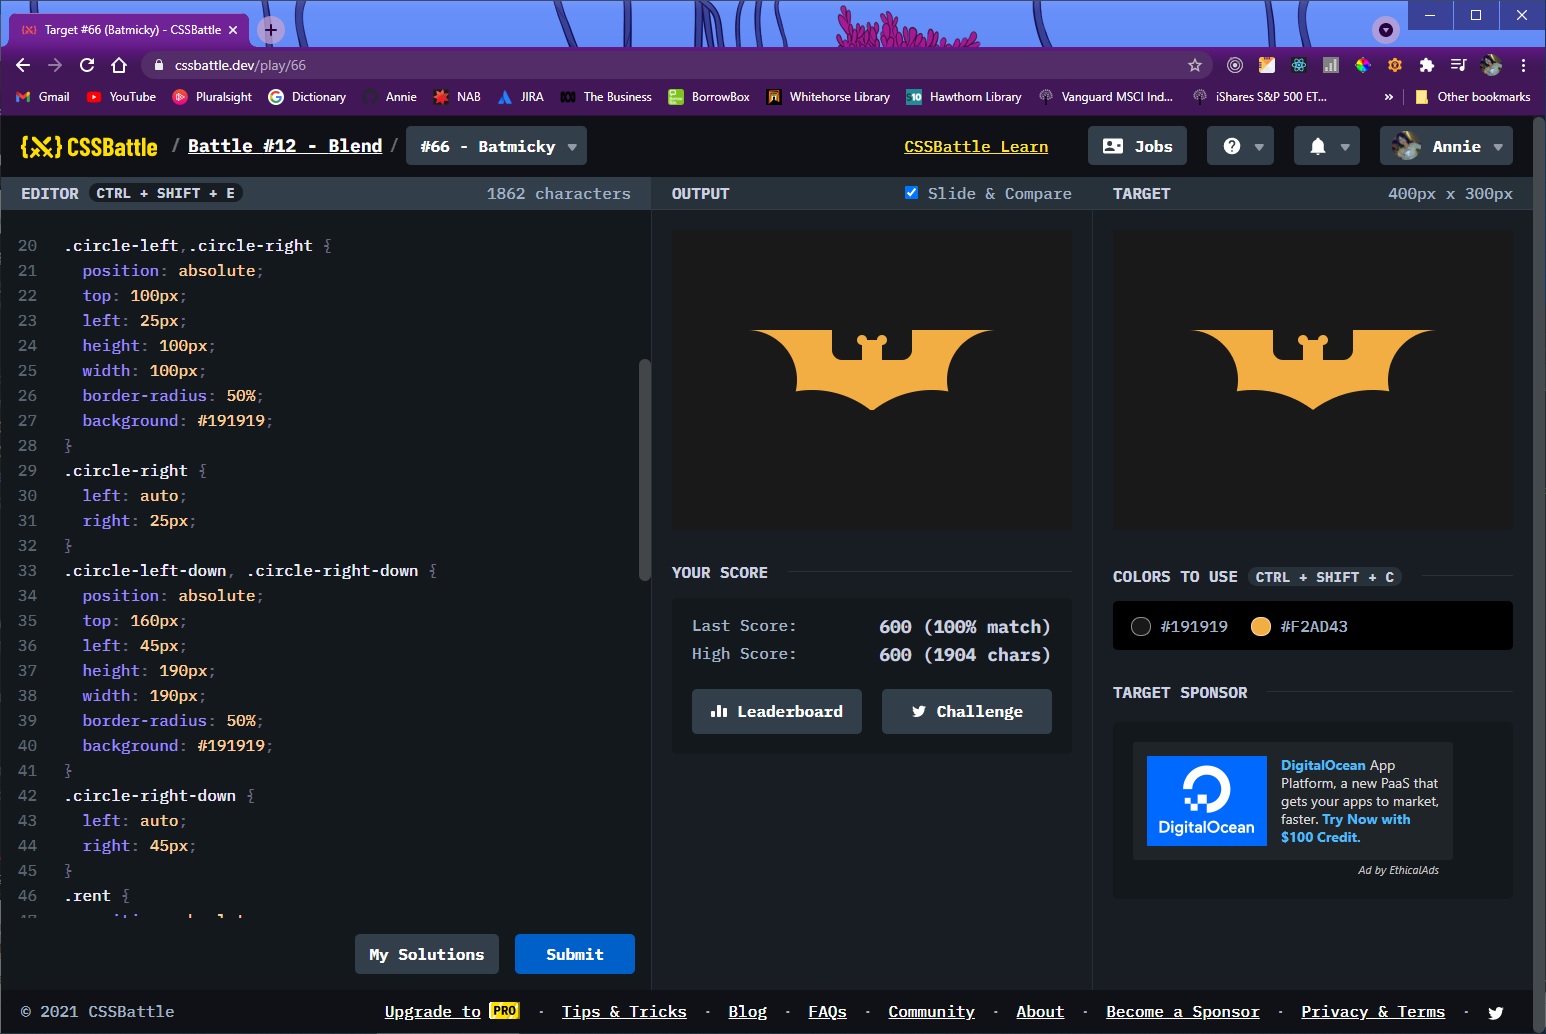 Target #66 (Batmicky) - CSSBattle
cssbattle.dev/play/66
Gmail YouTube Pluralsight Dictionary Annie NAB JIRA The Business BorrowBox Whitehorse Library Hawthorn Library Vanguard MSCI Ind... iShares S&P 500 ET... » Other bookmarks
{X} CSSBattle / Battle #12 - Blend / #66 - Batmicky CSSBattle Learn Jobs Annie
EDITOR CTRL + SHIFT + E 1862 characters OUTPUT Slide & Compare TARGET 400px x 300px
20 .circle-left,.circle-right {
21 position: absolute;
22 top: 100px;
23 left: 25px;
24 height: 100px;
25 width: 100px;
26 border-radius: 50%;
27 background: #191919;
28 }
29 .circle-right {
30 left: auto;
31 right: 25px;
32 }
33 .circle-left-down, .circle-right-down {
34 position: absolute;
35 top: 160px;
36 left: 45px;
37 height: 190px;
38 width: 190px;
39 border-radius: 50%;
40 background: #191919;
41 }
42 .circle-right-down {
43 left: auto;
44 right: 45px;
45 }
46 .rent {
My Solutions Submit
YOUR SCORE
Last Score: 600 (100% match)
High Score: 600 (1904 chars)
Leaderboard Challenge
COLORS TO USE CTRL + SHIFT + C
#191919 #F2AD43
TARGET SPONSOR
DigitalOcean
DigitalOcean App
Platform, a new PaaS that
gets your apps to market,
faster. Try Now with
$100 Credit.
Ad by EthicalAds
© 2021 CSSBattle Upgrade to PRO · Tips & Tricks · Blog · FAQs · Community · About · Become a Sponsor · Privacy & Terms ·